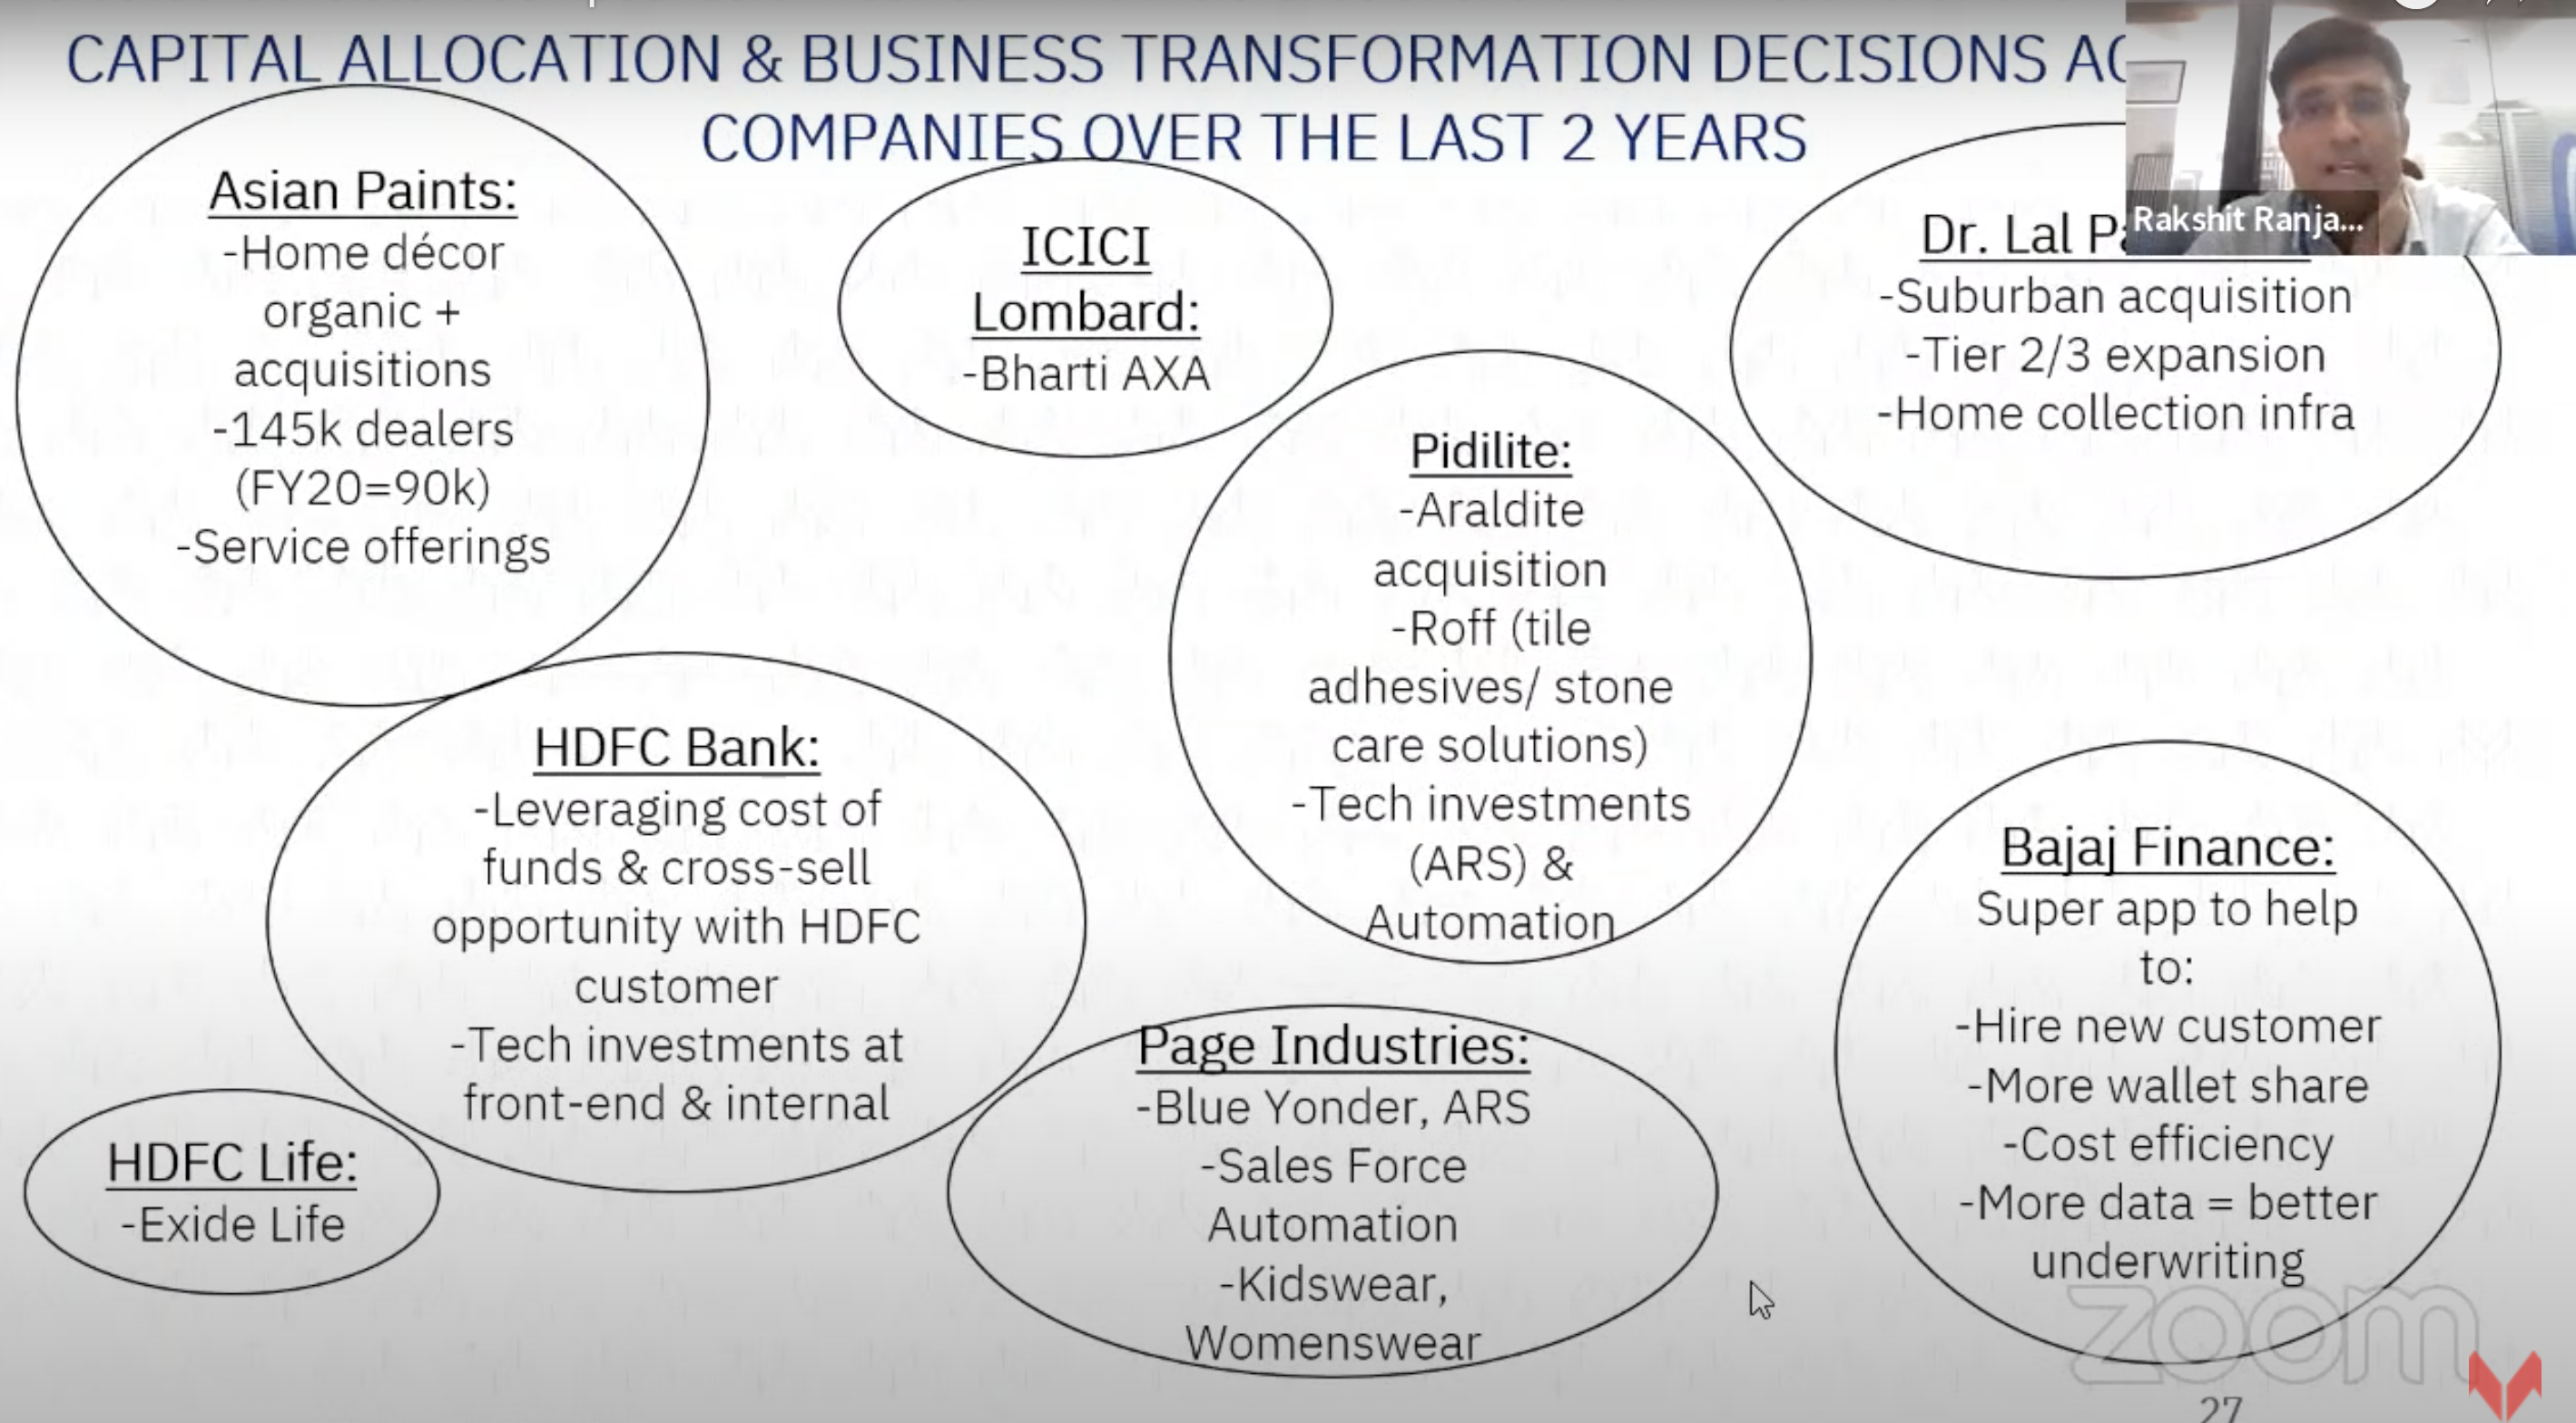 CAPITAL ALLOCATION & BUSINESS TRANSFORMATION DECISIONS
COMPANIES OVER THE LAST 2 YEARS
Asian Paints:
-Home décor
organic +
acquisitions
-145k dealers
(FY20=90k)
-Service offerings
ICICI
Lombard:
-Bharti AXA
Dr. Lal
-Suburban acquisition
-Tier 2/3 expansion
-Home collection infra
Rakshit Ranja...
Pidilite:
-Araldite
acquisition
-Roff (tile
adhesives/ stone
care solutions)
-Tech investments
(ARS) &
Automation
HDFC Bank:
-Leveraging cost of
funds & cross-sell
opportunity with HDFC
customer
-Tech investments at
front-end & internal
Bajaj Finance:
Super app to help
to:
-Hire new customer
-More wallet share
-Cost efficiency
-More data = better
underwriting
HDFC Life:
-Exide Life
Page Industries:
-Blue Yonder, ARS
-Sales Force
Automation
-Kidswear,
Womenswear
zoom
27